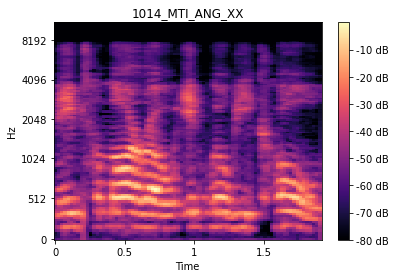 1014_MTI_ANG_XX
8192
4096
2048
1024
512
0
Hz
0
0.5
1
1.5
Time
-10 dB
-20 dB
-30 dB
-40 dB
-50 dB
-60 dB
-70 dB
-80 dB